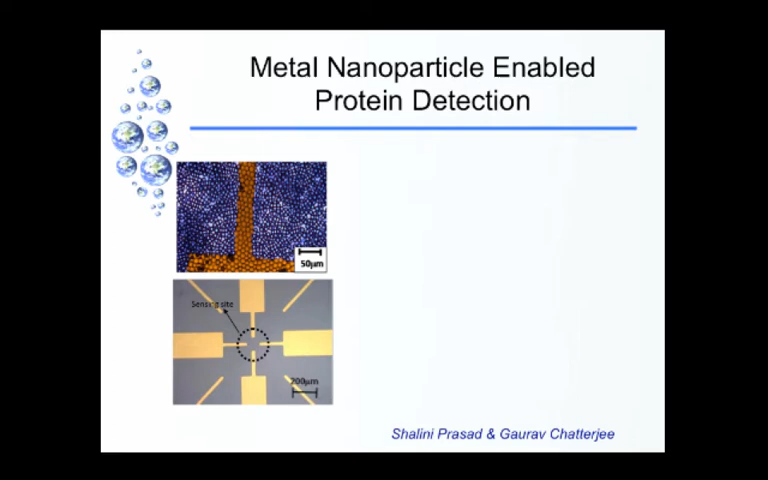 Metal Nanoparticle Enabled
Protein Detection
50µm
Sensing site
200µm
Shalini Prasad & Gaurav Chatterjee